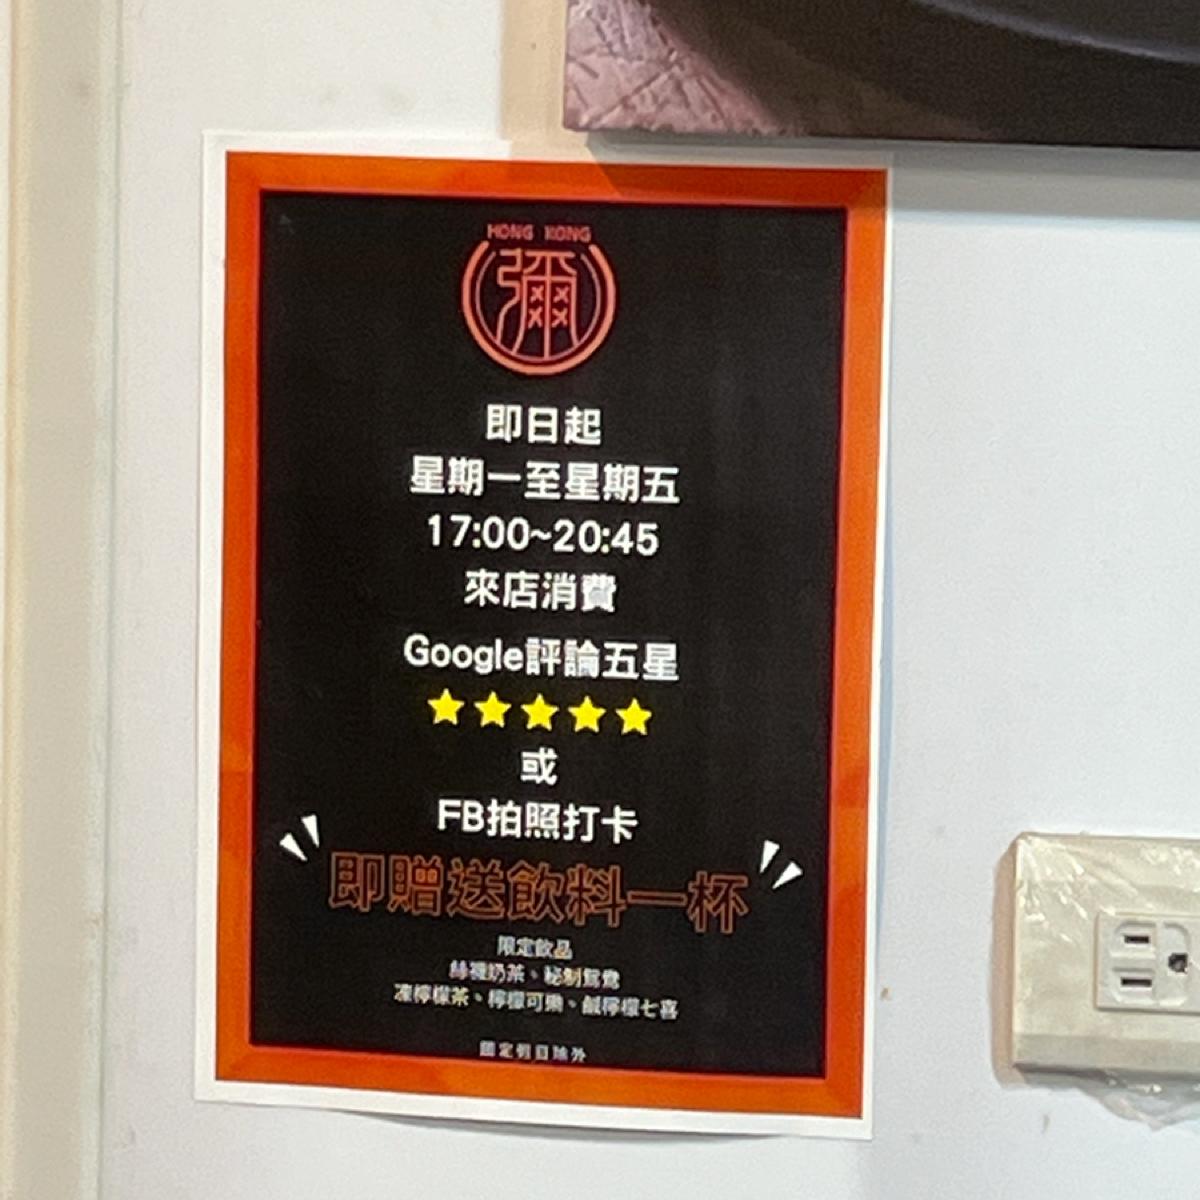 HONG KONG
彌
即日起
星期一至星期五
17:00~20:45
來店消費
Google評論五星
或
FB拍照打卡
即贈送飲料一杯
限定飲品
絲襪奶茶、秘制鴛鴦
凍檸檬茶、檸檬可樂、鹹檸檬七喜
國定假日除外